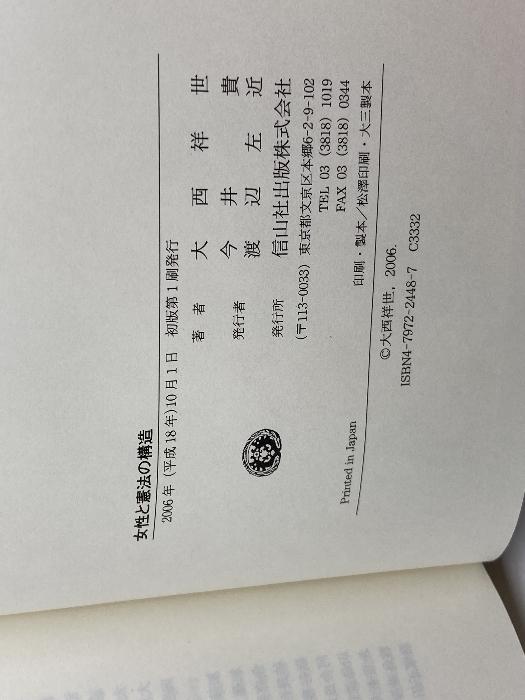 女性と憲法の構造
2006年(平成18年)10月1日 初版第1刷発行
著者 大西祥世
発行者 今井貴
渡辺左近
発行所 信山社出版株式会社
(〒113-0033) 東京都文京区本郷6-2-9-102
TEL 03 (3818) 1019
FAX 03 (3818) 0344
Printed in Japan 印刷・製本/松澤印刷・大三製本
©大西祥世, 2006.
ISBN4-7972-2448-7 C3332